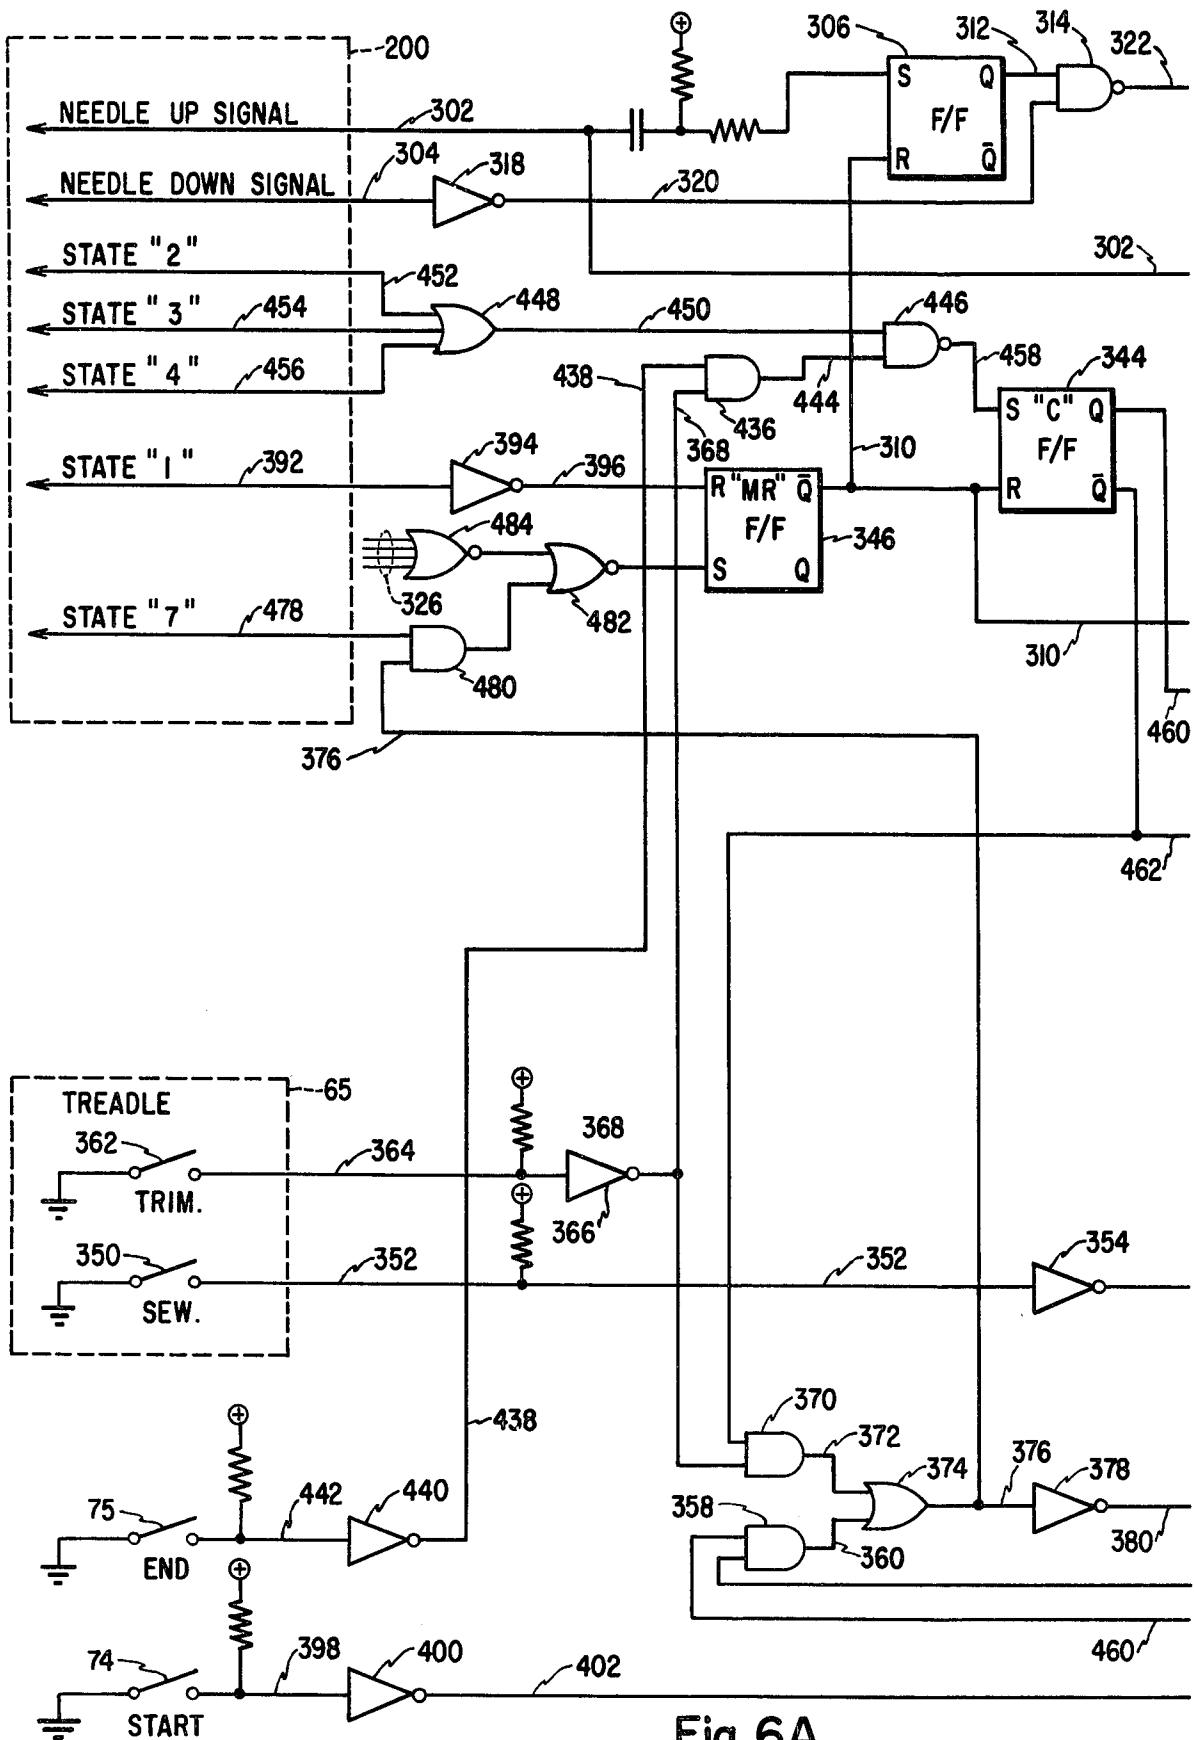 306 312 314 322
200
S Q
F/F
R Q̄
NEEDLE UP SIGNAL 302
304 318
NEEDLE DOWN SIGNAL 320
302
STATE "2" 452
448
STATE "3" 454 450 446
458 344
STATE "4" 456 438 444
436 368
S "C" Q
F/F
R Q̄
394 310
STATE "1" 392 396
R "MR" Q̄
F/F 346
S Q
484
326
482
STATE "7" 478
480
310
460
376
462
65
TREADLE
362 364 368
TRIM. 366
350 352 352 354
SEW.
438
370
372
374 376 378
75 442 440
358
380
END 360
460
74 398 400 402
START
Fig. 6A